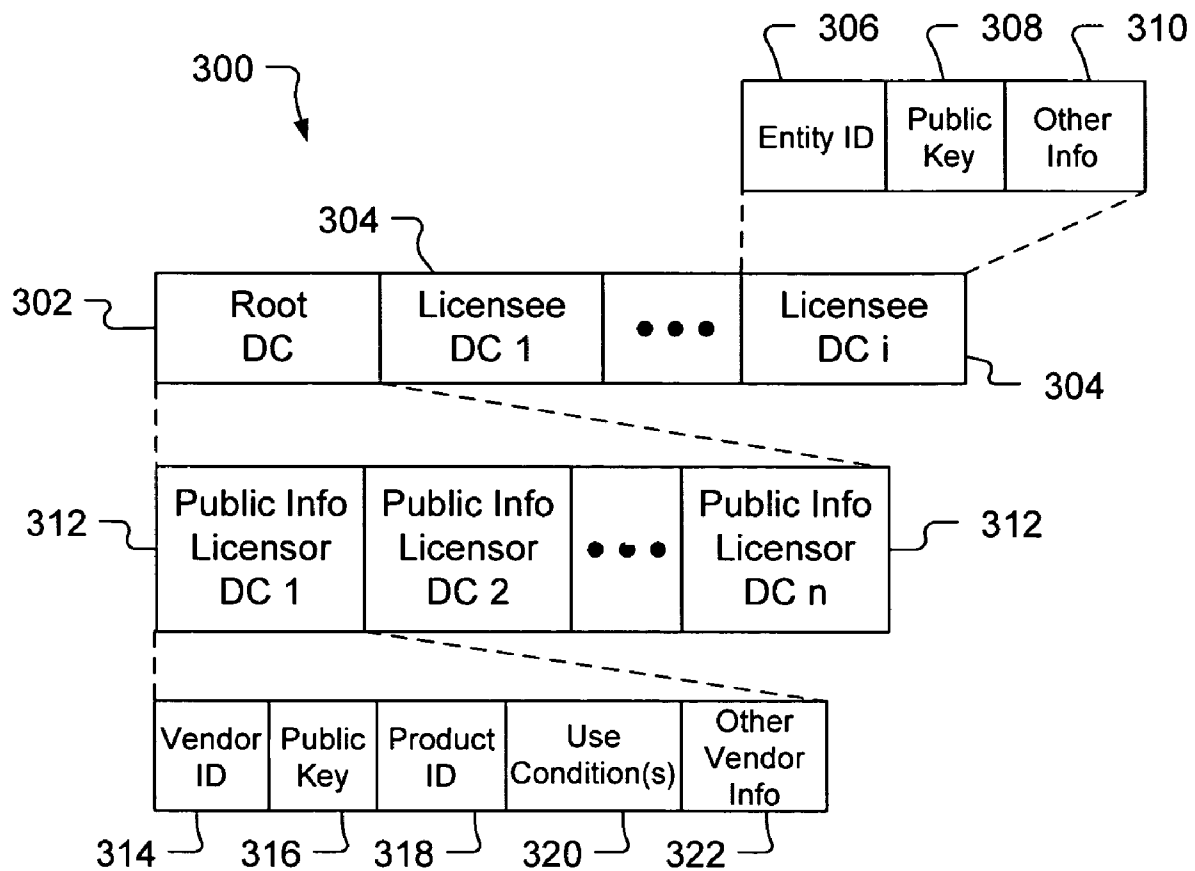 306 308 310
300
Entity ID Public Key Other Info
304
302 Root DC Licensee DC 1 Licensee DC i
304
312 Public Info Licensor DC 1 Public Info Licensor DC 2 Public Info Licensor DC n 312
Vendor ID Public Key Product ID Use Condition(s) Other Vendor Info
314 316 318 320 322